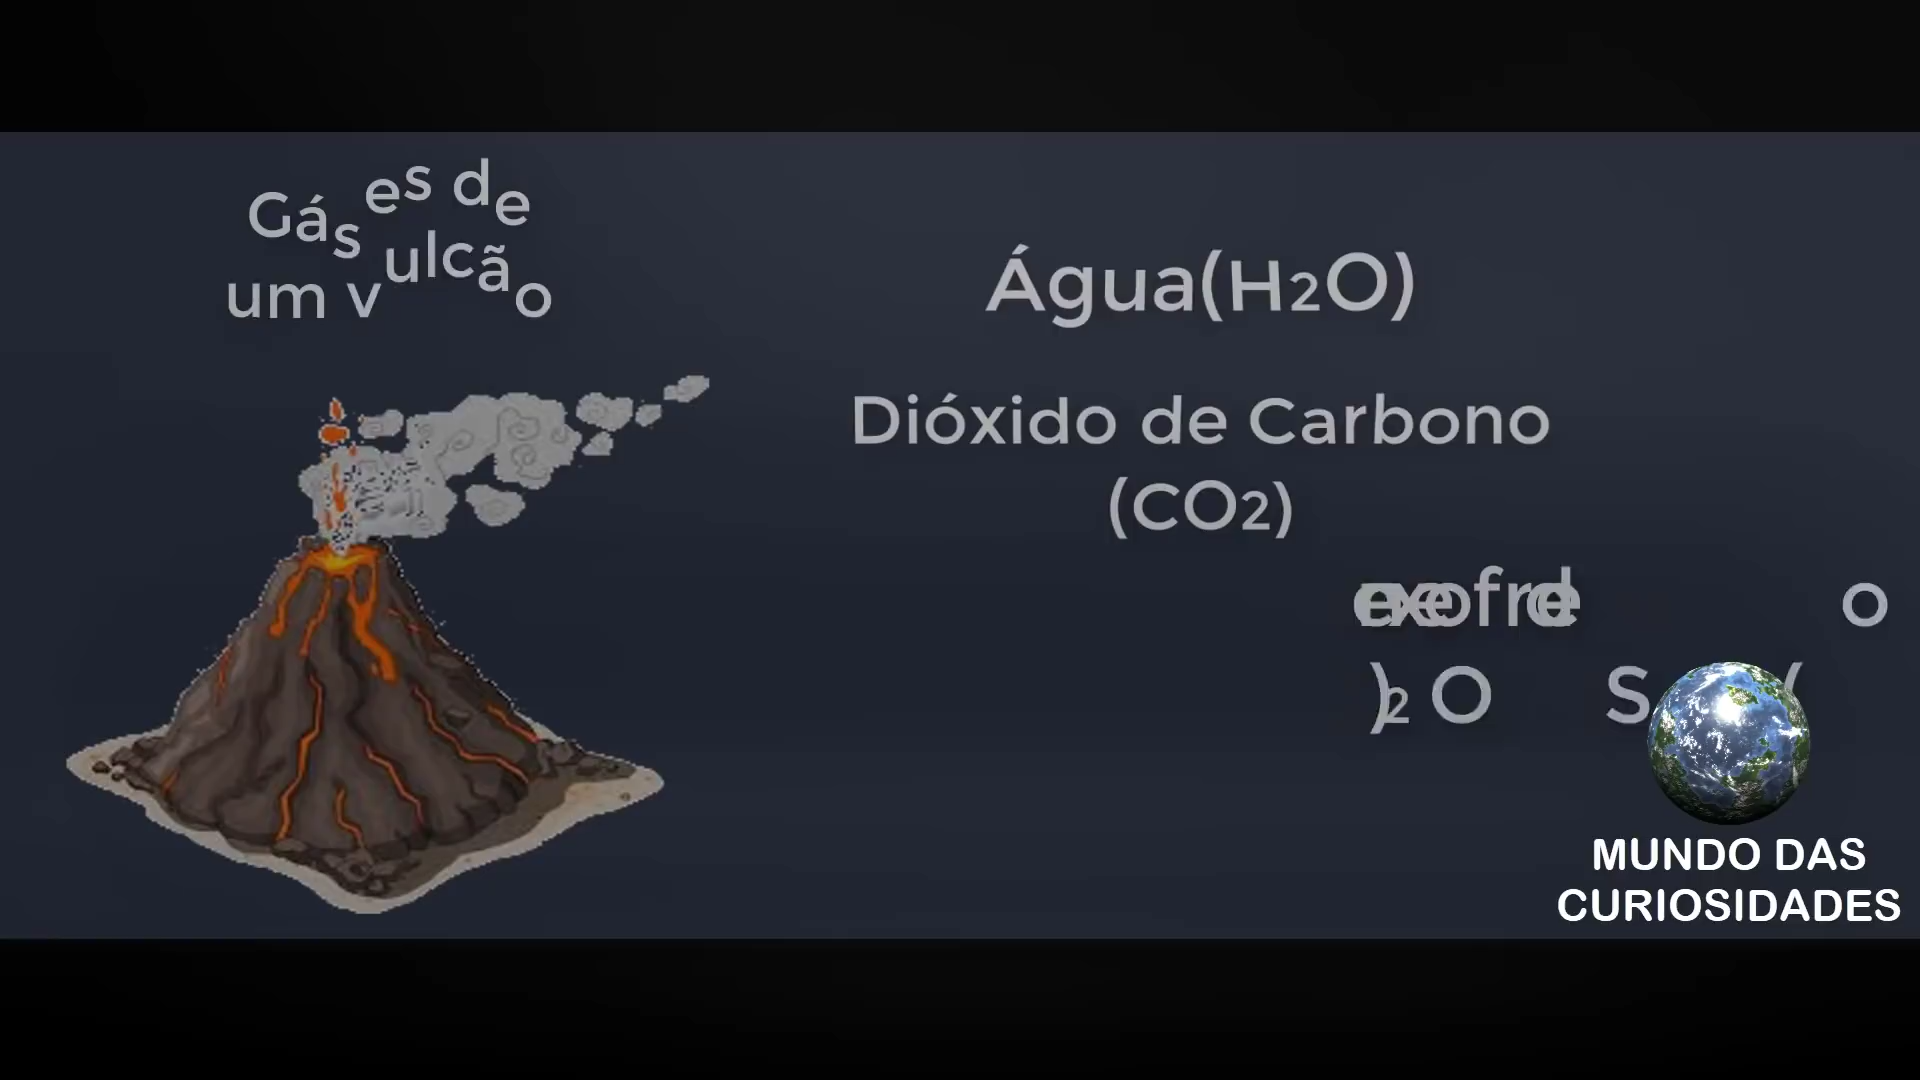 Gáses de
um vulcão
Água(H2O)
Dióxido de Carbono
(CO2)
MUNDO DAS
CURIOSIDADES